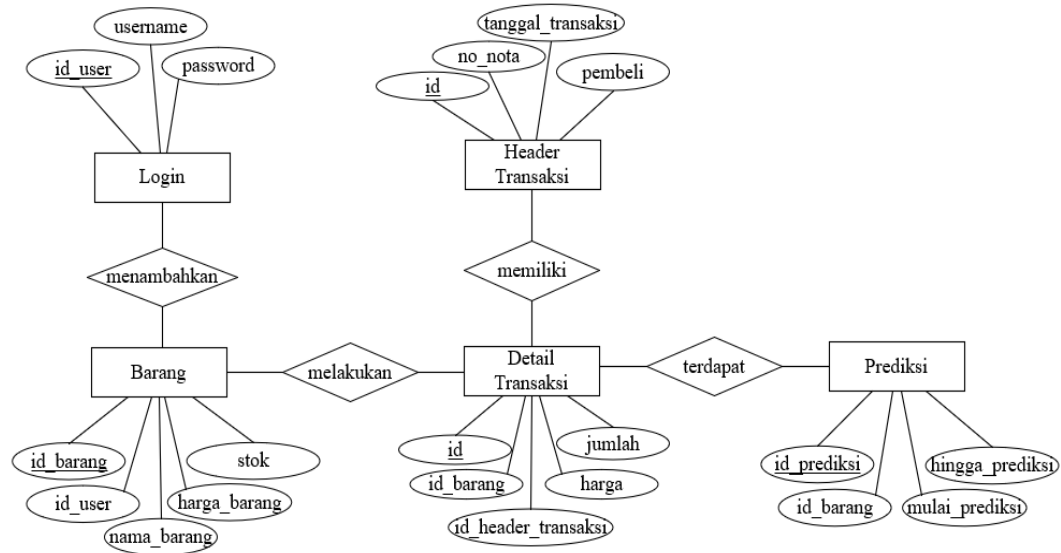 username
id_user
password
Login
menambahkan
Barang
id_barang
id_user
nama_barang
harga_barang
stok
tanggal_transaksi
no_nota
id
pembeli
Header
Transaksi
memiliki
melakukan
Detail
Transaksi
id
id_barang
id_header_transaksi
harga
jumlah
terdapat
Prediksi
id_prediksi
id_barang
mulai_prediksi
hingga_prediksi